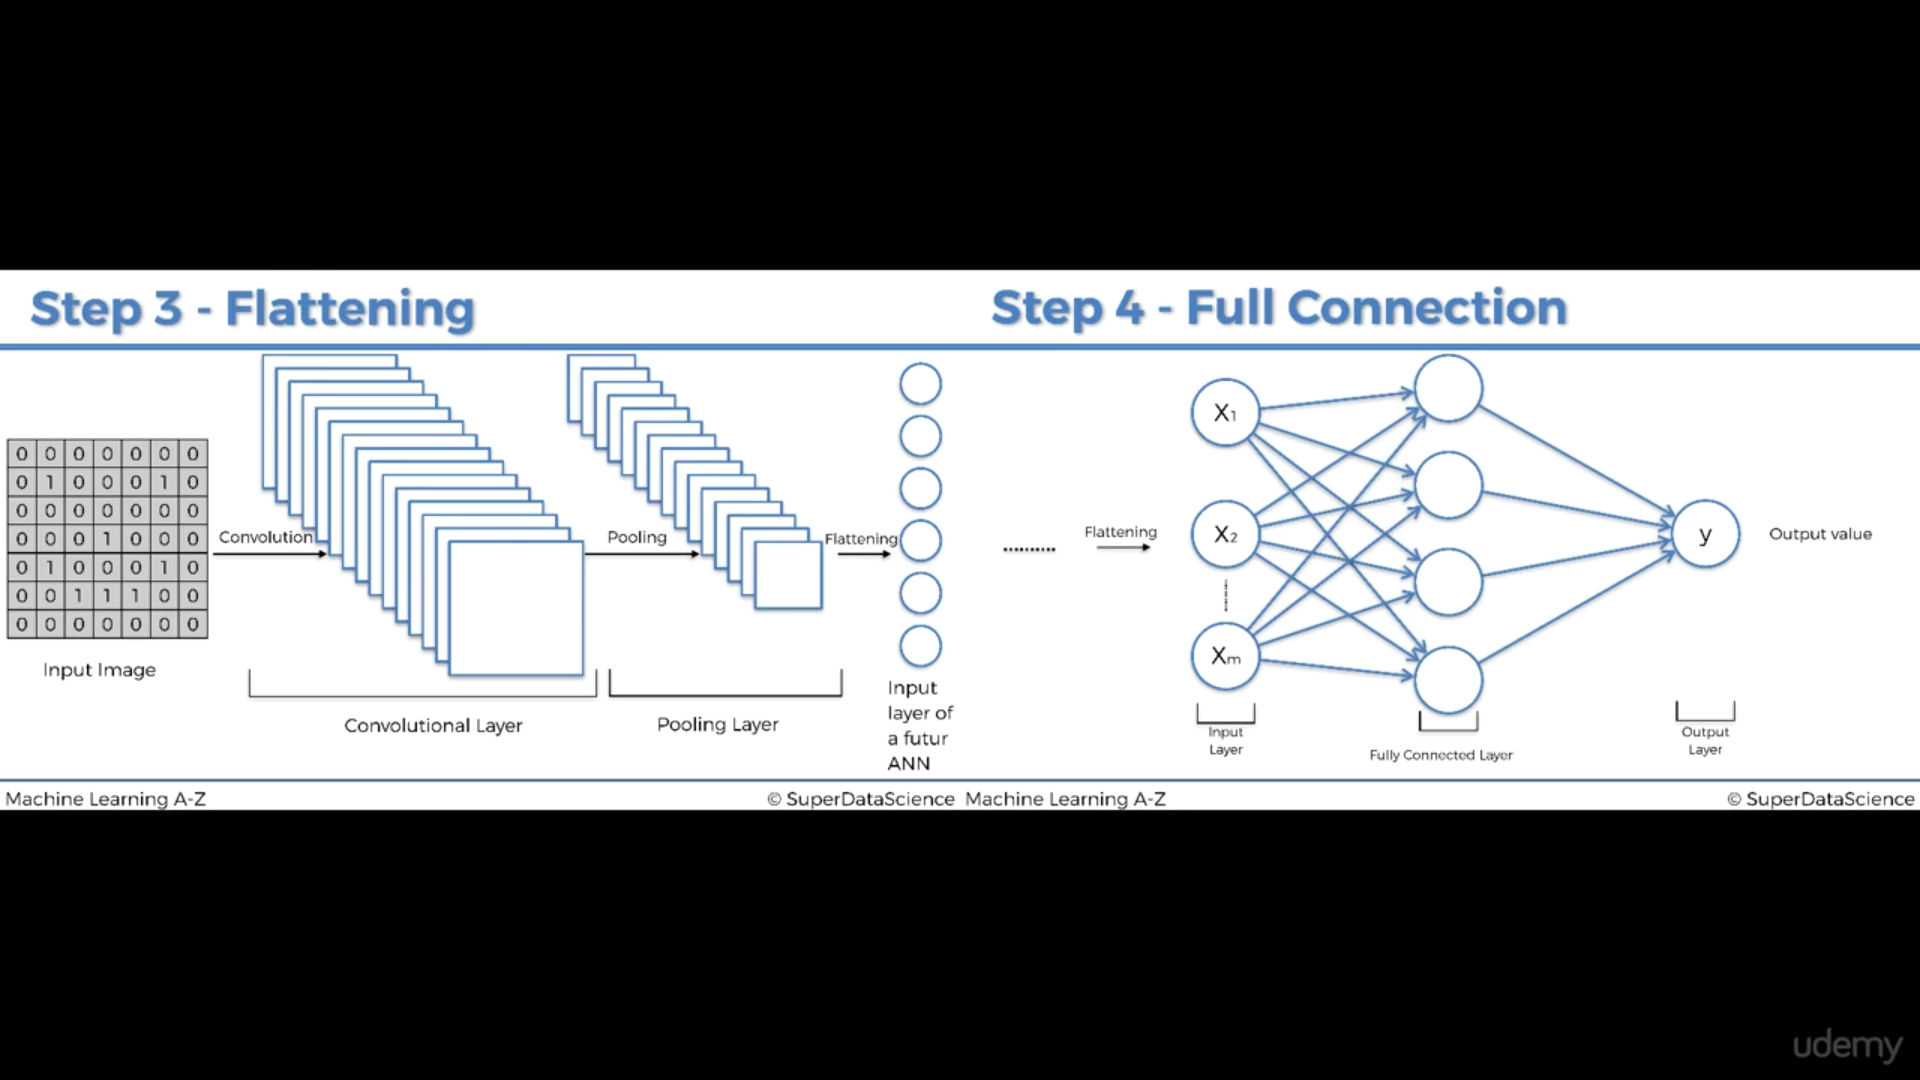 Step 3 - Flattening
0 0 0 0 0 0 0
0 1 0 0 0 1 0
0 0 0 0 0 0 0
0 0 0 1 0 0 0
0 1 0 0 0 1 0
0 0 1 1 1 0 0
0 0 0 0 0 0 0
Input Image
Convolution
Convolutional Layer
Pooling
Pooling Layer
Flattening
Input
layer of
a futur
ANN
Machine Learning A-Z
© SuperDataScience
Step 4 - Full Connection
..........
Flattening
X₁
X₂
Xₘ
y
Output value
Input
Layer
Fully Connected Layer
Output
Layer
Machine Learning A-Z
© SuperDataScience
udemy